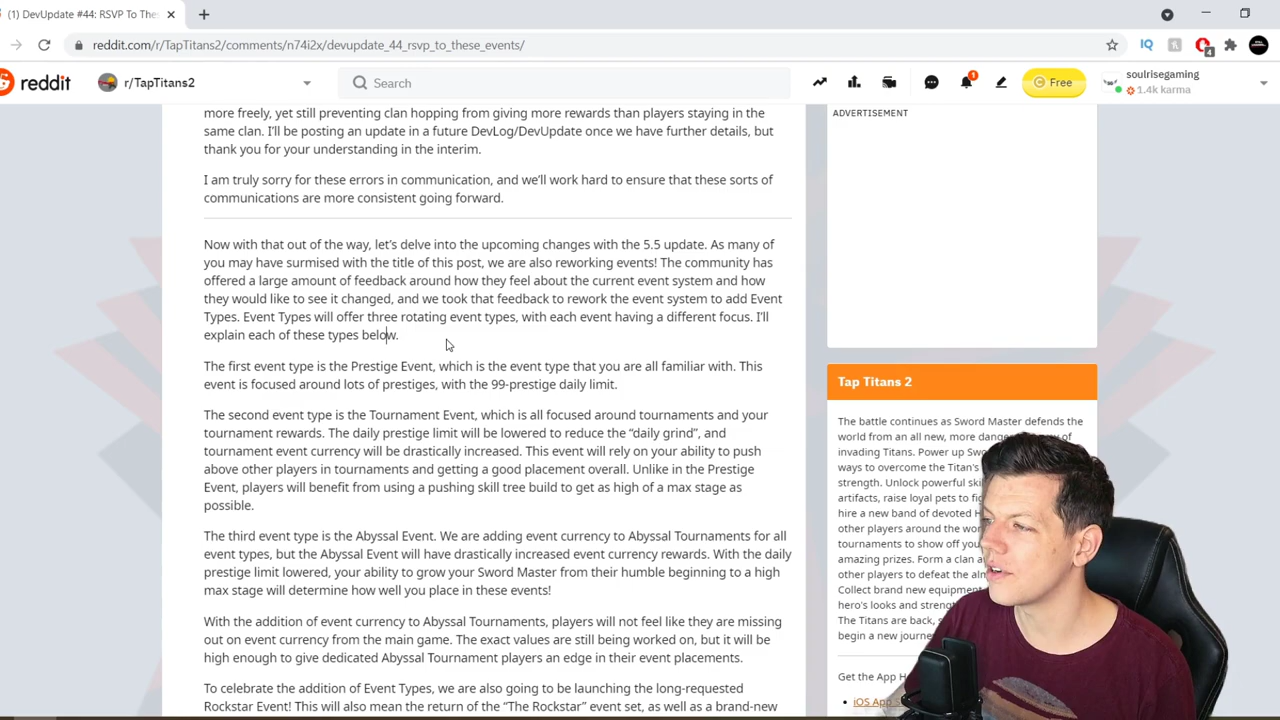 (1) DevUpdate #44: RSVP To The
reddit.com/r/TapTitans2/comments/n74i2x/devupdate_44_rsvp_to_these_events/
IQ
4
reddit
r/TapTitans2
Search
1
Free
soulrisegaming
1.4k karma
more freely, yet still preventing clan hopping from giving more rewards than players staying in the
same clan. I'll be posting an update in a future DevLog/DevUpdate once we have further details, but
thank you for your understanding in the interim.
I am truly sorry for these errors in communication, and we'll work hard to ensure that these sorts of
communications are more consistent going forward.
Now with that out of the way, let's delve into the upcoming changes with the 5.5 update. As many of
you may have surmised with the title of this post, we are also reworking events! The community has
offered a large amount of feedback around how they feel about the current event system and how
they would like to see it changed, and we took that feedback to rework the event system to add Event
Types. Event Types will offer three rotating event types, with each event having a different focus. I'll
explain each of these types below.
The first event type is the Prestige Event, which is the event type that you are all familiar with. This
event is focused around lots of prestiges, with the 99-prestige daily limit.
The second event type is the Tournament Event, which is all focused around tournaments and your
tournament rewards. The daily prestige limit will be lowered to reduce the “daily grind”, and
tournament event currency will be drastically increased. This event will rely on your ability to push
above other players in tournaments and getting a good placement overall. Unlike in the Prestige
Event, players will benefit from using a pushing skill tree build to get as high of a max stage as
possible.
The third event type is the Abyssal Event. We are adding event currency to Abyssal Tournaments for all
event types, but the Abyssal Event will have drastically increased event currency rewards. With the daily
prestige limit lowered, your ability to grow your Sword Master from their humble beginning to a high
max stage will determine how well you place in these events!
With the addition of event currency to Abyssal Tournaments, players will not feel like they are missing
out on event currency from the main game. The exact values are still being worked on, but it will be
high enough to give dedicated Abyssal Tournament players an edge in their event placements.
To celebrate the addition of Event Types, we are also going to be launching the long-requested
Rockstar Event! This will also mean the return of the “The Rockstar” event set, as well as a brand-new
ADVERTISEMENT
Tap Titans 2
The battle continues as Sword Master defends the
world from an all new, more dange of
invading Titans. Power up Swo
ways to overcome the Titan's
strength. Unlock powerful ski
artifacts, raise loyal pets to fi
hire a new band of devoted H
other players around the wor
tournaments to show off you
amazing prizes. Form a clan a
other players to defeat the al
Collect brand new equipment
hero's looks and streng
The Titans are back, s
begin a new journe
Get the App H
iOS App S